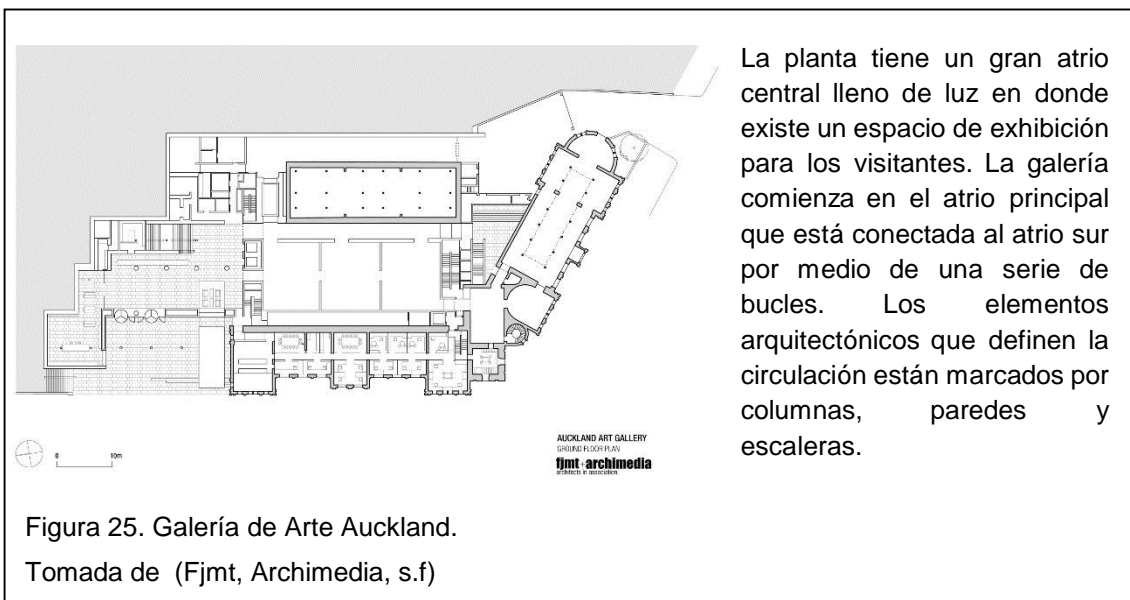 La planta tiene un gran atrio
central lleno de luz en donde
existe un espacio de exhibición
para los visitantes. La galería
comienza en el atrio principal
que está conectada al atrio sur
por medio de una serie de
bucles. Los elementos
arquitectónicos que definen la
circulación están marcados por
columnas, paredes y
escaleras.
0 10m
AUCKLAND ART GALLERY
GROUND FLOOR PLAN
fjmt+archimedia
architects in association
Figura 25. Galería de Arte Auckland.
Tomada de (Fjmt, Archimedia, s.f)